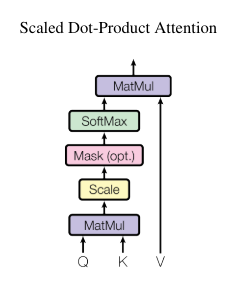 Scaled Dot-Product Attention
MatMul
SoftMax
Mask (opt.)
Scale
MatMul
Q K V